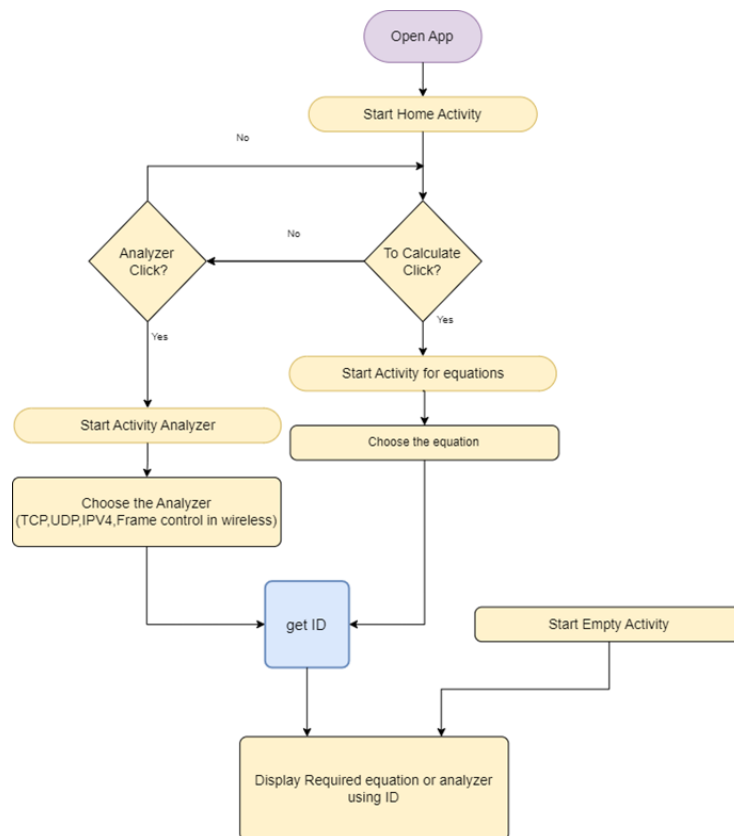 Open App
Start Home Activity
No
Analyzer
Click?
No
To Calculate
Click?
Yes
Yes
Start Activity for equations
Start Activity Analyzer
Choose the equation
Choose the Analyzer
(TCP,UDP,IPV4,Frame control in wireless)
get ID
Start Empty Activity
Display Required equation or analyzer
using ID